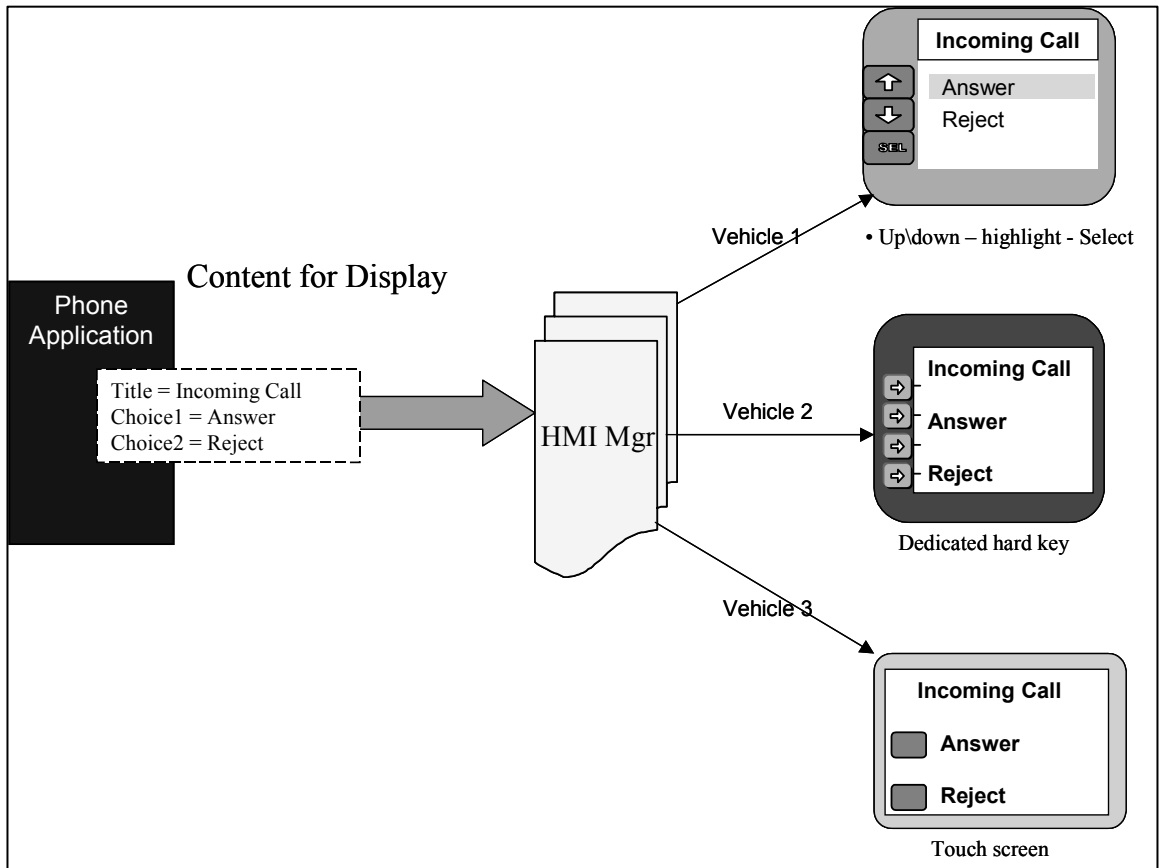 Incoming Call
Answer
Reject
SEL
Vehicle 1
• Up\down – highlight - Select
Content for Display
Phone
Application
Title = Incoming Call
Choice1 = Answer
Choice2 = Reject
HMI Mgr
Vehicle 2
Incoming Call
Answer
Reject
Dedicated hard key
Vehicle 3
Incoming Call
Answer
Reject
Touch screen